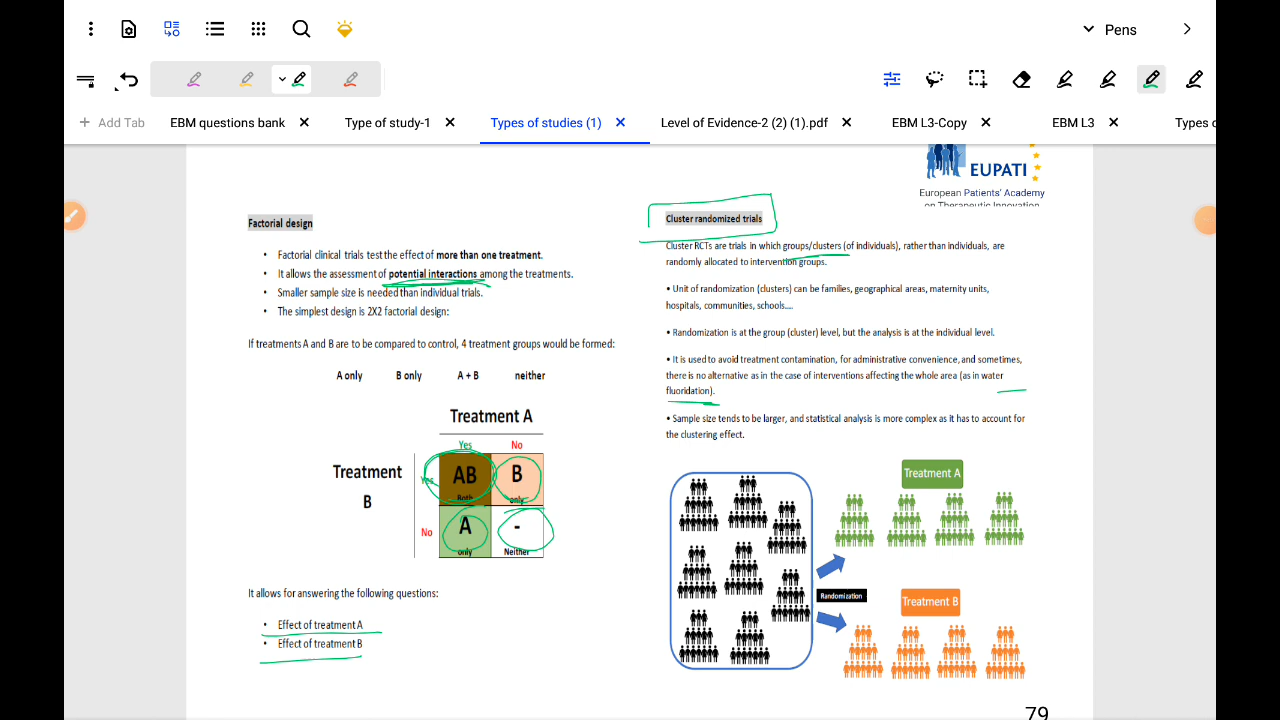 Pens
Add Tab
EBM questions bank
Type of study-1
Types of studies (1)
Level of Evidence-2 (2) (1).pdf
EBM L3-Copy
EBM L3
Types
EUPATI
European Patients' Academy
on Therapeutic Innovation
Factorial design
• Factorial clinical trials test the effect of more than one treatment.
• It allows the assessment of potential interactions among the treatments.
• Smaller sample size is needed than individual trials.
• The simplest design is 2X2 factorial design:
If treatments A and B are to be compared to control, 4 treatment groups would be formed:
A only B only A + B neither
Treatment A
Yes No
Treatment B
Yes
AB
Both
B
only
No
A
only
-
Neither
It allows for answering the following questions:
• Effect of treatment A
• Effect of treatment B
Cluster randomized trials
Cluster RCTs are trials in which groups/clusters (of individuals), rather than individuals, are
randomly allocated to intervention groups.
• Unit of randomization (clusters) can be families, geographical areas, maternity units,
hospitals, communities, schools....
• Randomization is at the group (cluster) level, but the analysis is at the individual level.
• It is used to avoid treatment contamination, for administrative convenience, and sometimes,
there is no alternative as in the case of interventions affecting the whole area (as in water
fluoridation).
• Sample size tends to be larger, and statistical analysis is more complex as it has to account for
the clustering effect.
Treatment A
Randomization
Treatment B
79